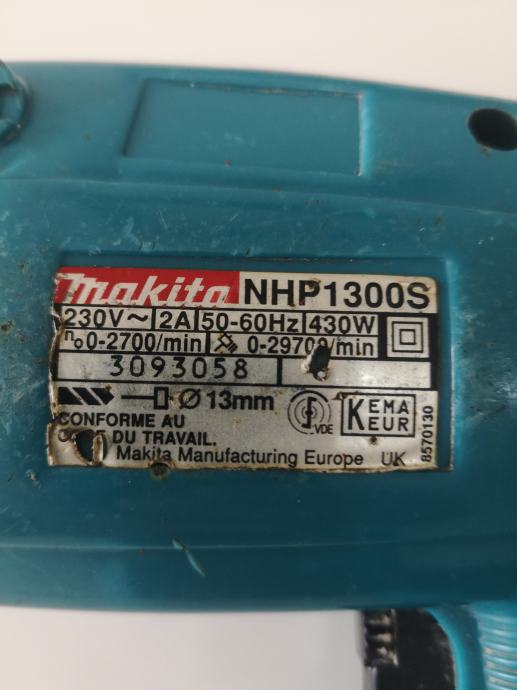 makita NHP1300S
230V~ 2A 50-60Hz 430W
no 0-2700/min 0-29700/min
3093058
Ø 13mm
VDE
KEMA
KEUR
CONFORME AU
DU TRAVAIL.
Makita Manufacturing Europe UK
8570130